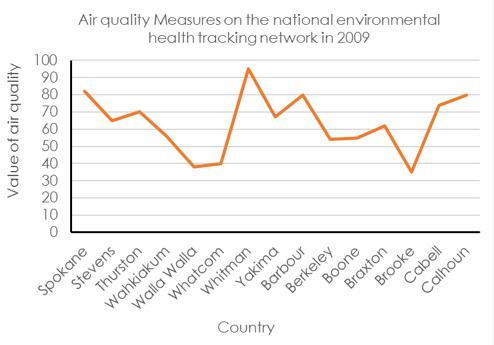 Air quality Measures on the national environmental
health tracking network in 2009
Value of air quality
100
90
80
70
60
50
40
30
20
10
0
Spokane
Stevens
Thurston
Wahkiakum
Walla Walla
Whatcom
Whitman
Yakima
Barbour
Berkeley
Boone
Braxton
Brooke
Cabell
Calhoun
Country